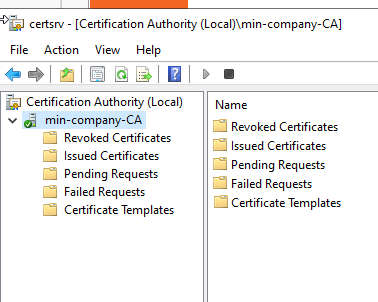 certsrv - [Certification Authority (Local)\min-company-CA]
File Action View Help
Certification Authority (Local)
min-company-CA
Revoked Certificates
Issued Certificates
Pending Requests
Failed Requests
Certificate Templates
Name
Revoked Certificates
Issued Certificates
Pending Requests
Failed Requests
Certificate Templates